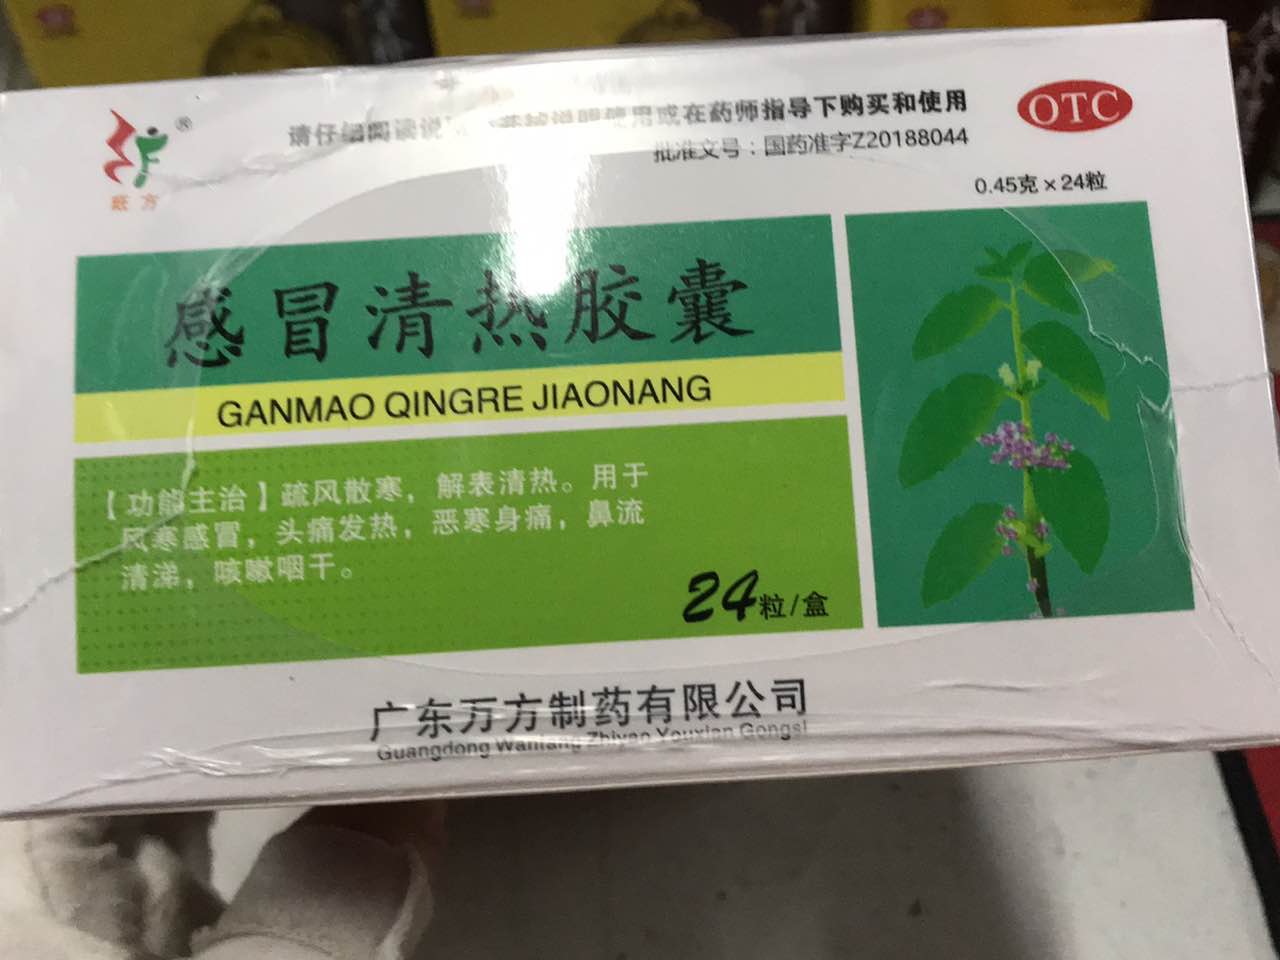 请仔细阅读说明书并按说明使用或在药师指导下购买和使用
OTC
批准文号：国药准字Z20188044
0.45克×24粒
®
感冒清热胶囊
GANMAO QINGRE JIAONANG
【功能主治】疏风散寒，解表清热。用于
风寒感冒，头痛发热，恶寒身痛，鼻流
清涕，咳嗽咽干。
24粒/盒
广东万方制药有限公司
Guangdong Wanfang Zhiyao Youxian Gongsi